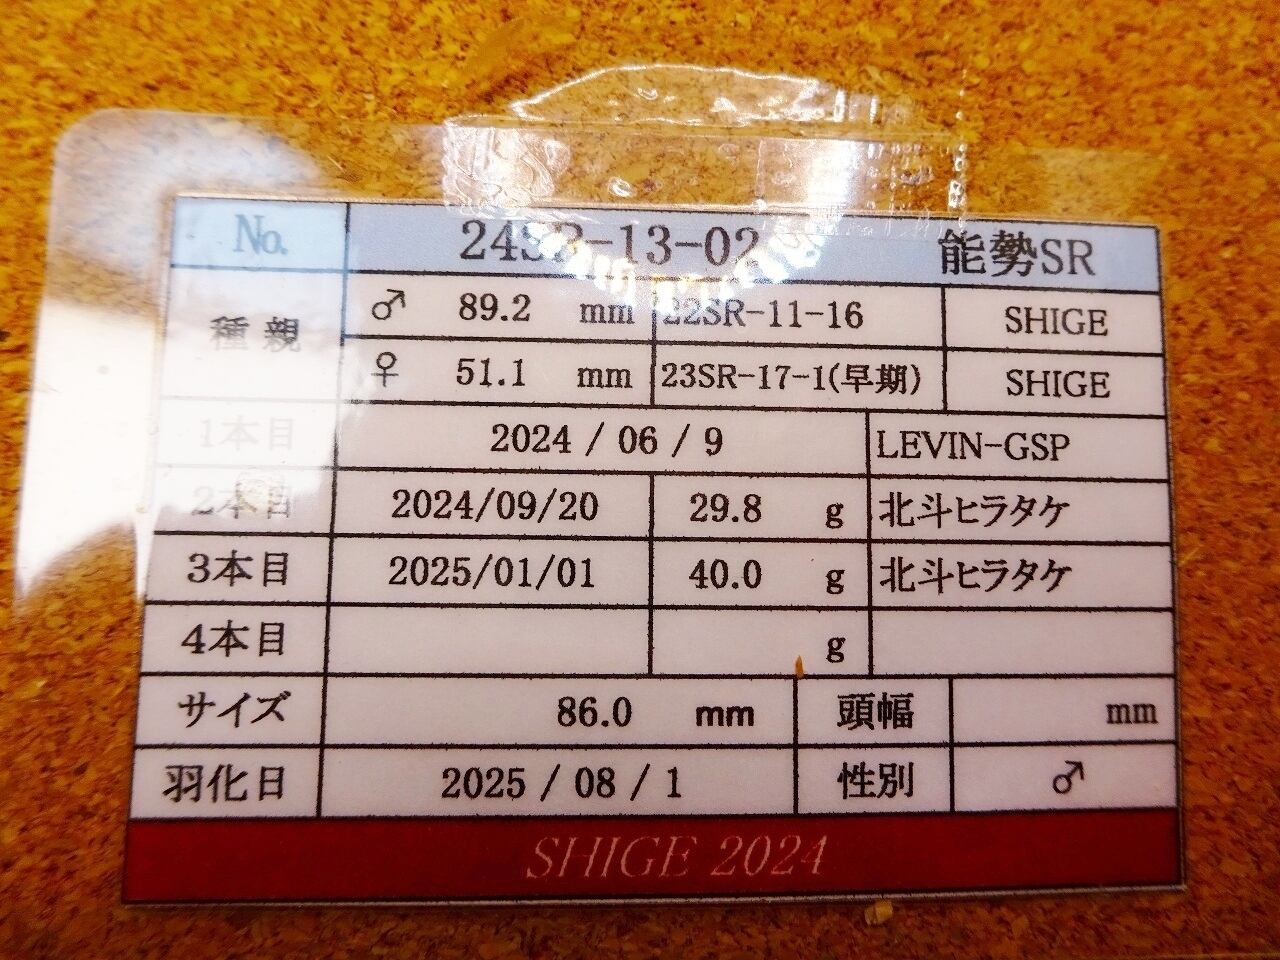 No. 24SR-13-02 能勢SR
種親 ♂ 89.2 mm 22SR-11-16 SHIGE
♀ 51.1 mm 23SR-17-1(早期) SHIGE
1本目 2024 / 06 / 9 LEVIN-GSP
2本目 2024/09/20 29.8 g 北斗ヒラタケ
3本目 2025/01/01 40.0 g 北斗ヒラタケ
4本目 g
サイズ 86.0 mm 頭幅 mm
羽化日 2025 / 08 / 1 性別 ♂
SHIGE 2024